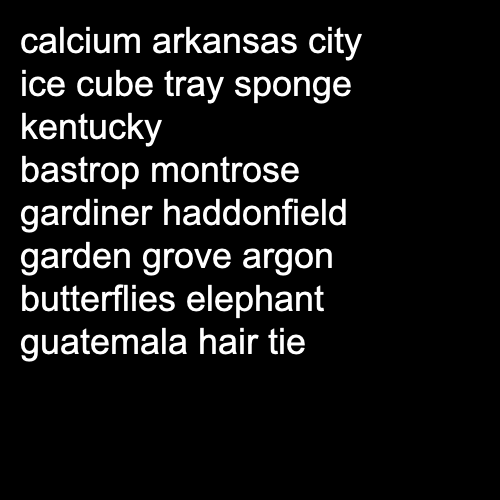 calcium arkansas city
ice cube tray sponge
kentucky
bastrop montrose
gardiner haddonfield
garden grove argon
butterflies elephant
guatemala hair tie